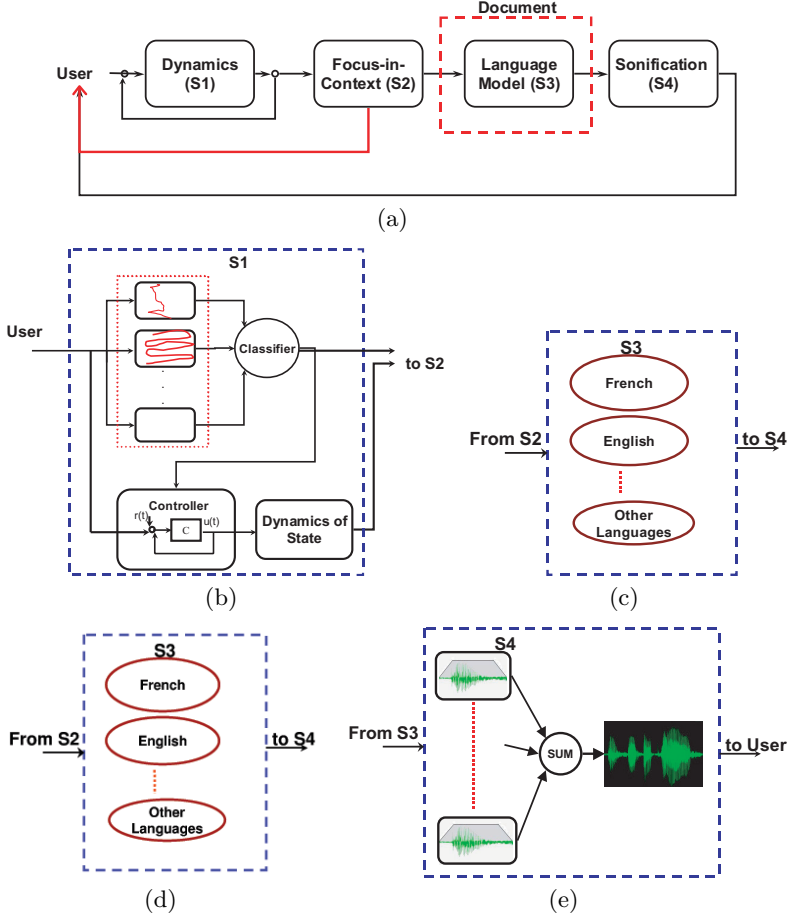 Document
User
Dynamics
(S1)
Focus-in-
Context (S2)
Language
Model (S3)
Sonification
(S4)
(a)
S1
User
Classifier
to S2
Controller
r(t)
C
u(t)
Dynamics of
State
(b)
S3
French
From S2
English
to S4
Other
Languages
(c)
S3
French
From S2
English
to S4
Other
Languages
(d)
S4
From S3
SUM
to User
(e)